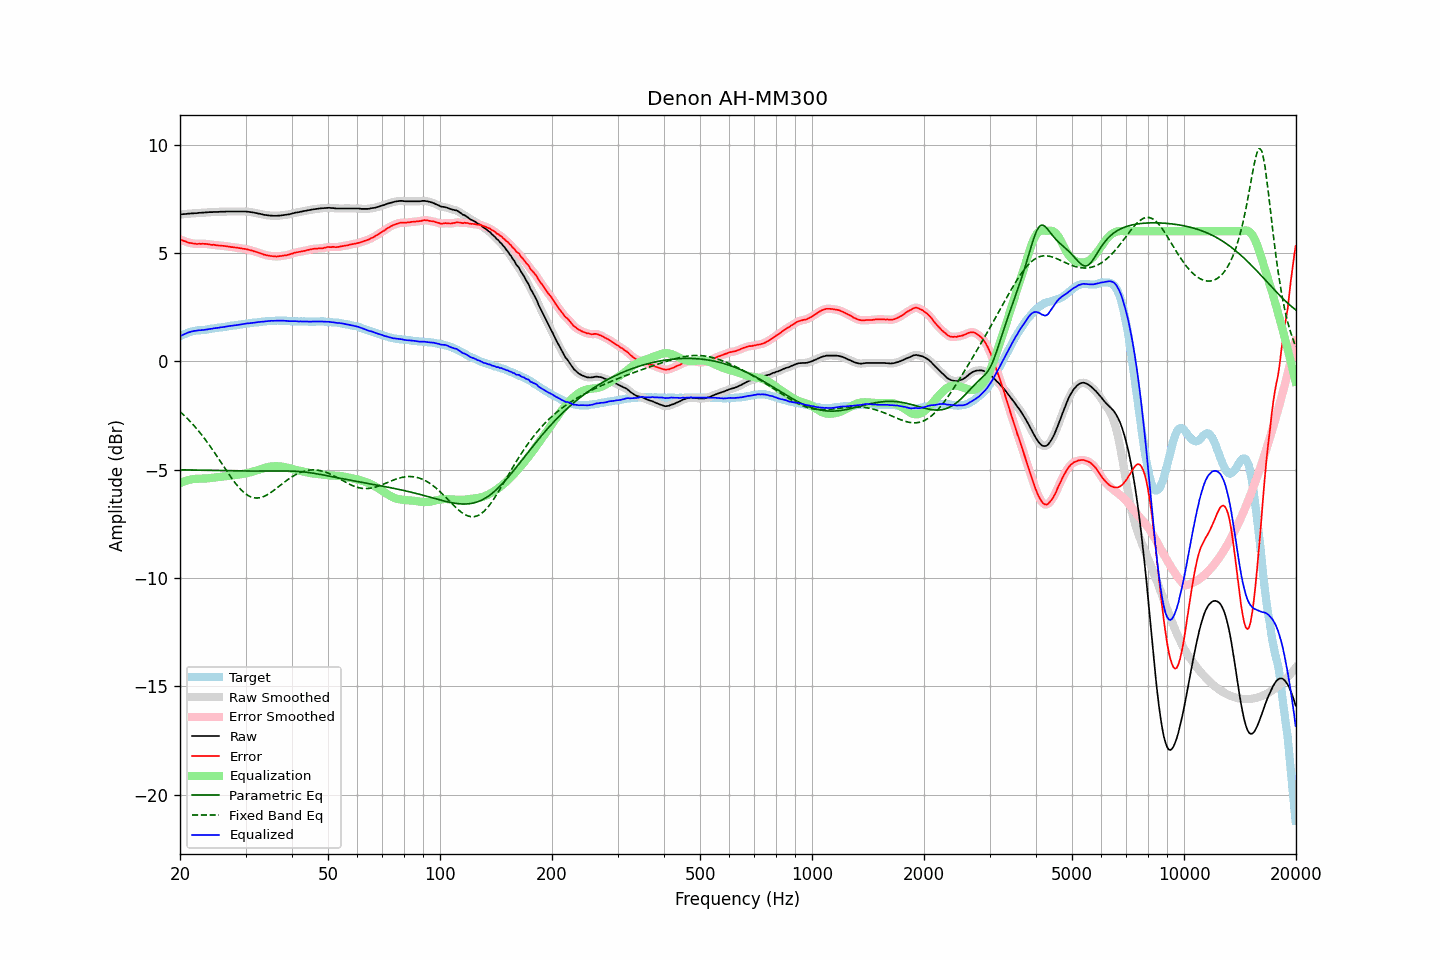 Denon AH-MM300
Amplitude (dBr)
10
5
0
−5
−10
−15
−20
Target
Raw Smoothed
Error Smoothed
Raw
Error
Equalization
Parametric Eq
Fixed Band Eq
Equalized
20 50 100 200 500 1000 2000 5000 10000 20000
Frequency (Hz)